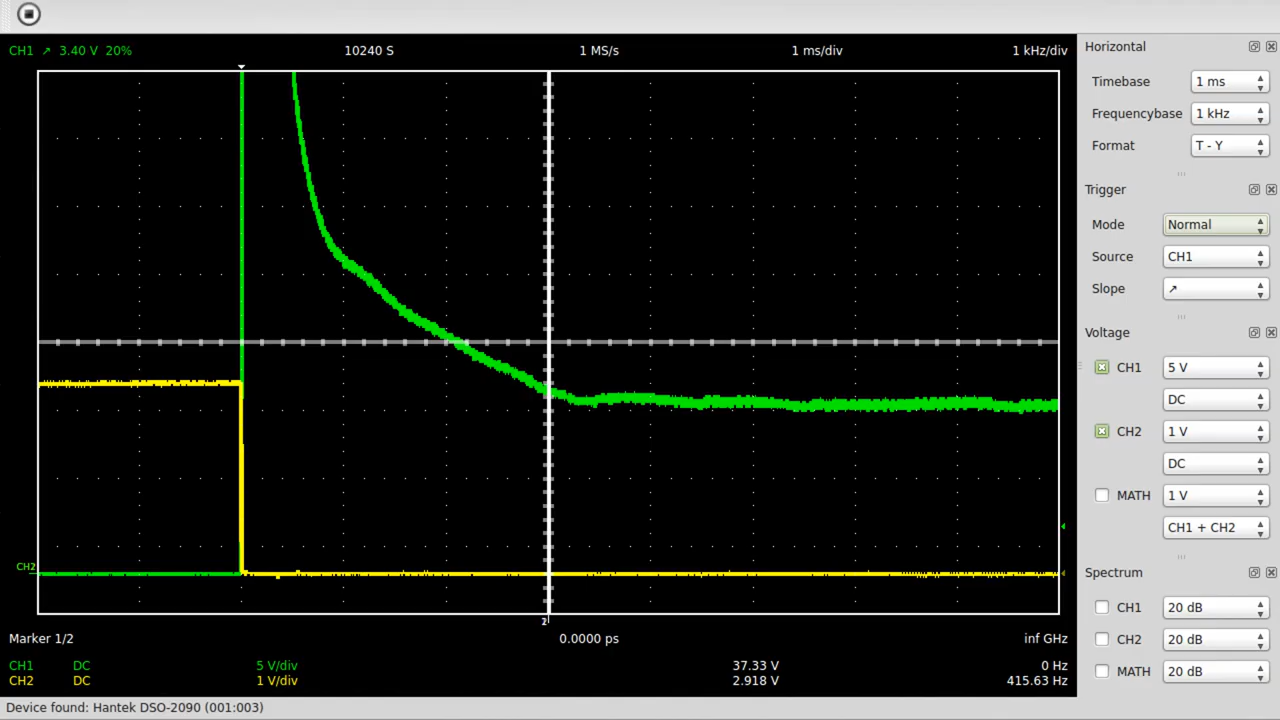 CH1 ↗ 3.40 V 20% 10240 S 1 MS/s 1 ms/div 1 kHz/div
Horizontal
Timebase 1 ms
Frequencybase 1 kHz
Format T - Y
Trigger
Mode Normal
Source CH1
Slope ↗
Voltage
CH1 5 V
DC
CH2 1 V
DC
MATH 1 V
CH1 + CH2
Spectrum
CH1 20 dB
CH2 20 dB
MATH 20 dB
CH2
2
Marker 1/2 0.0000 ps inf GHz
CH1 DC 5 V/div 37.33 V 0 Hz
CH2 DC 1 V/div 2.918 V 415.63 Hz
Device found: Hantek DSO-2090 (001:003)